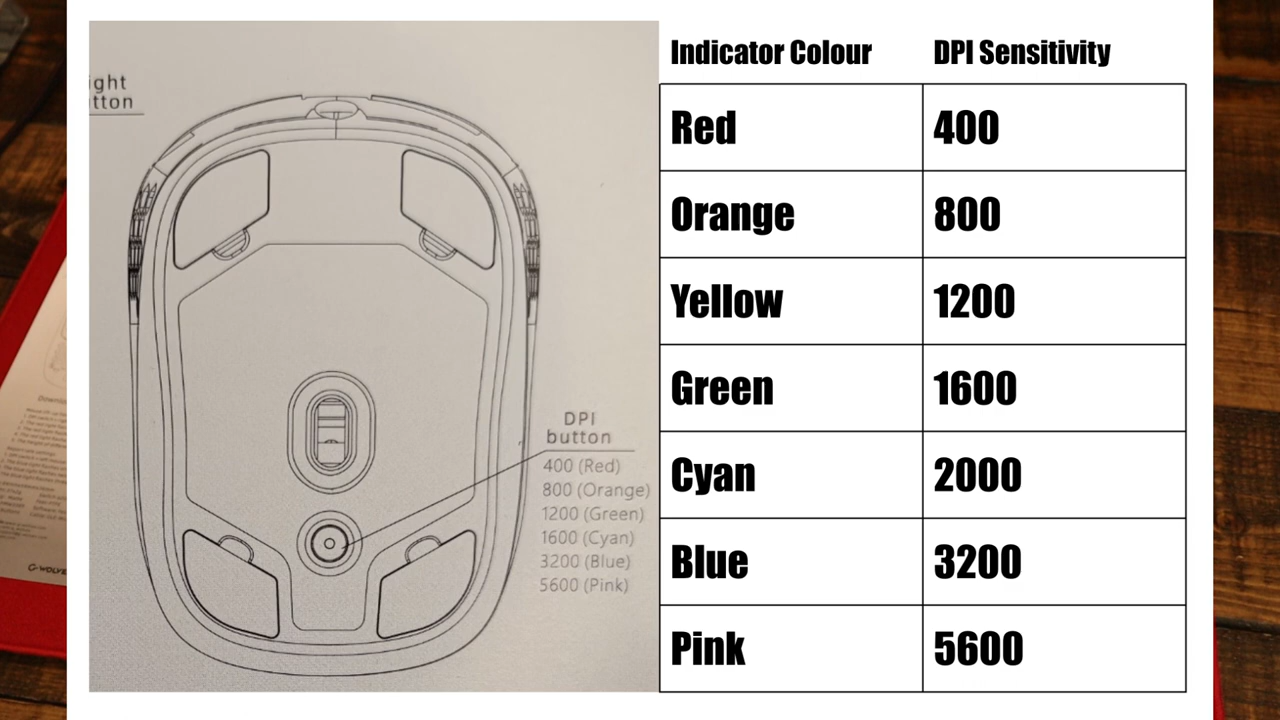 ight
tton
DPI
button
400 (Red)
800 (Orange)
1200 (Green)
1600 (Cyan)
3200 (Blue)
5600 (Pink)
Indicator Colour DPI Sensitivity
Red 400
Orange 800
Yellow 1200
Green 1600
Cyan 2000
Blue 3200
Pink 5600
G-WOLVE